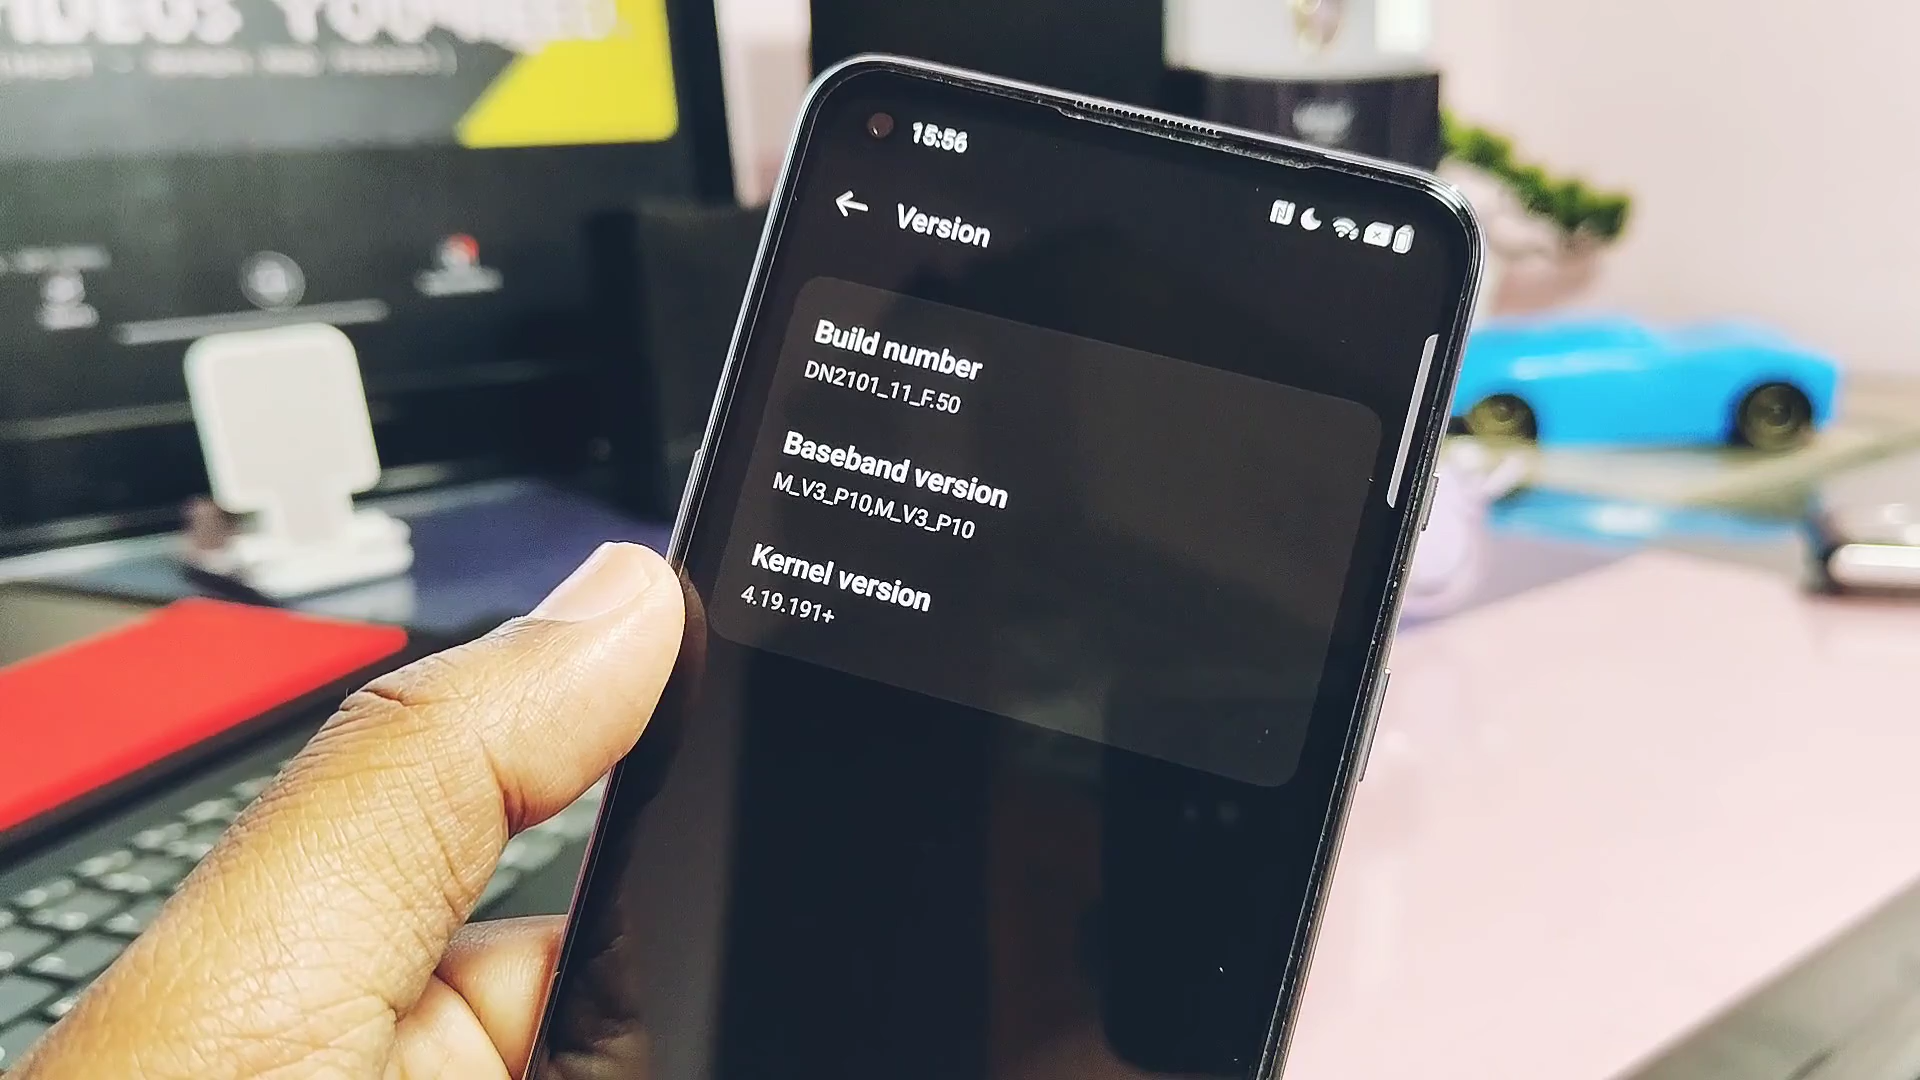 15:56
Version
Build number
DN2101_11_F.50
Baseband version
M_V3_P10,M_V3_P10
Kernel version
4.19.191+